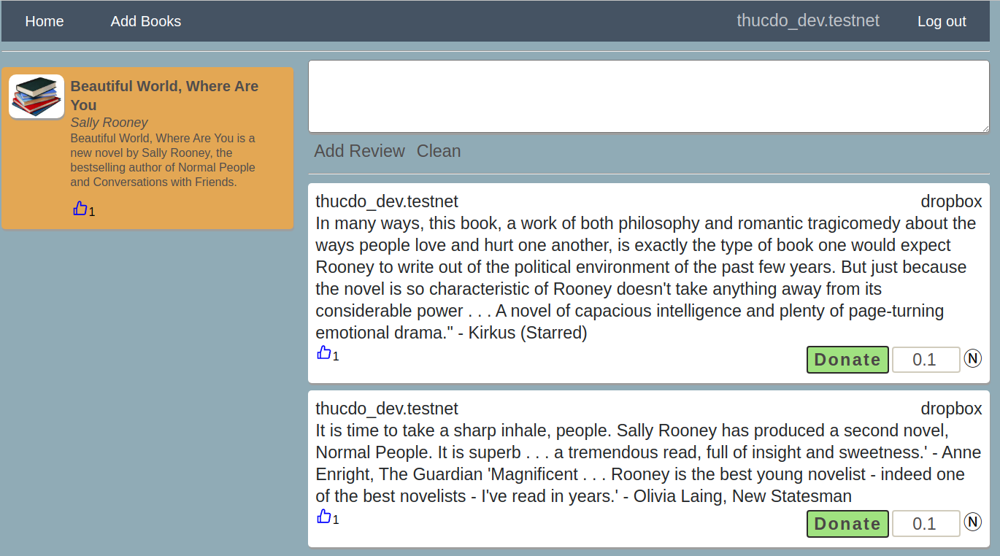 Home Add Books thucdo_dev.testnet Log out
Beautiful World, Where Are
You
Sally Rooney
Beautiful World, Where Are You is a
new novel by Sally Rooney, the
bestselling author of Normal People
and Conversations with Friends.
1
Add Review Clean
thucdo_dev.testnet dropbox
In many ways, this book, a work of both philosophy and romantic tragicomedy about the
ways people love and hurt one another, is exactly the type of book one would expect
Rooney to write out of the political environment of the past few years. But just because
the novel is so characteristic of Rooney doesn't take anything away from its
considerable power . . . A novel of capacious intelligence and plenty of page-turning
emotional drama." - Kirkus (Starred)
1 Donate 0.1 N
thucdo_dev.testnet dropbox
It is time to take a sharp inhale, people. Sally Rooney has produced a second novel,
Normal People. It is superb . . . a tremendous read, full of insight and sweetness.' - Anne
Enright, The Guardian 'Magnificent . . . Rooney is the best young novelist - indeed one
of the best novelists - I've read in years.' - Olivia Laing, New Statesman
1 Donate 0.1 N